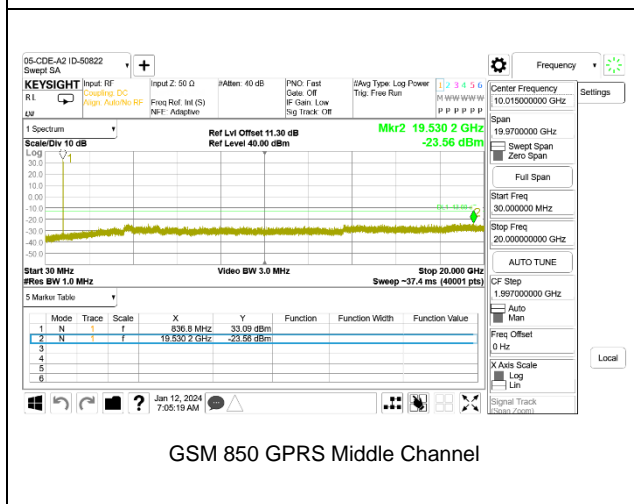 05-CDE-A2 ID-50822
Swept SA
Frequency
KEYSIGHT Input: RF Input Z: 50 Ω #Atten: 40 dB PNO: Fast #Avg Type: Log Power 1 2 3 4 5 6
R L Coupling: DC Gate: Off Trig: Free Run M W W W W W
Align: Auto/No RF Freq Ref: Int (S) IF Gain: Low P P P P P P
NFE: Adaptive Sig Track: Off
Center Frequency
10.015000000 GHz
Settings
1 Spectrum
Scale/Div 10 dB
Ref Lvl Offset 11.30 dB
Ref Level 40.00 dBm
Mkr2 19.530 2 GHz
-23.56 dBm
Span
19.9700000 GHz
Swept Span
Zero Span
Full Span
Log
30.0
20.0
10.0
0.00
-10.0
-20.0
-30.0
-40.0
-50.0
1
2
Start Freq
30.000000 MHz
Stop Freq
20.000000000 GHz
AUTO TUNE
Start 30 MHz Video BW 3.0 MHz Stop 20.000 GHz
#Res BW 1.0 MHz Sweep ~37.4 ms (40001 pts)
CF Step
1.997000000 GHz
Auto
Man
5 Marker Table
Mode Trace Scale X Y Function Function Width Function Value
1 N 1 f 836.8 MHz 33.09 dBm
2 N 1 f 19.530 2 GHz -23.56 dBm
3
4
5
6
Freq Offset
0 Hz
X Axis Scale
Log
Lin
Local
Signal Track
(Span Zoom)
? Jan 12, 2024
7:05:19 AM
GSM 850 GPRS Middle Channel